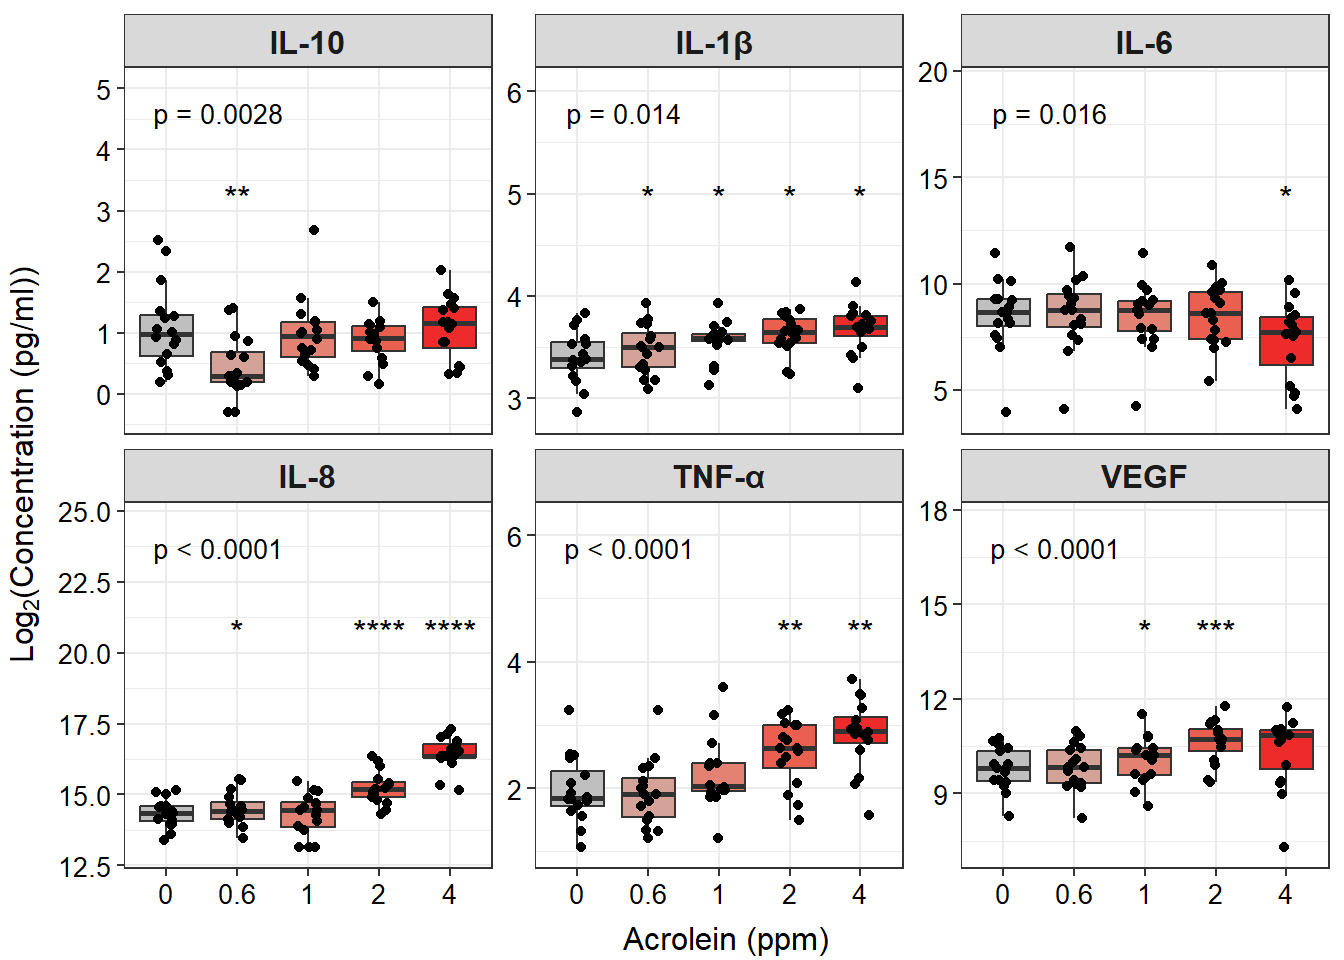 IL-10
IL-1β
IL-6
5
4
3
2
1
0
p = 0.0028
**
6
5
4
3
p = 0.014
* * * *
20
15
10
5
p = 0.016
*
Log2(Concentration (pg/ml))
IL-8
TNF-α
VEGF
25.0
22.5
20.0
17.5
15.0
12.5
p < 0.0001
* **** ****
6
4
2
p < 0.0001
** **
18
15
12
9
p < 0.0001
* ***
0 0.6 1 2 4
0 0.6 1 2 4
0 0.6 1 2 4
Acrolein (ppm)